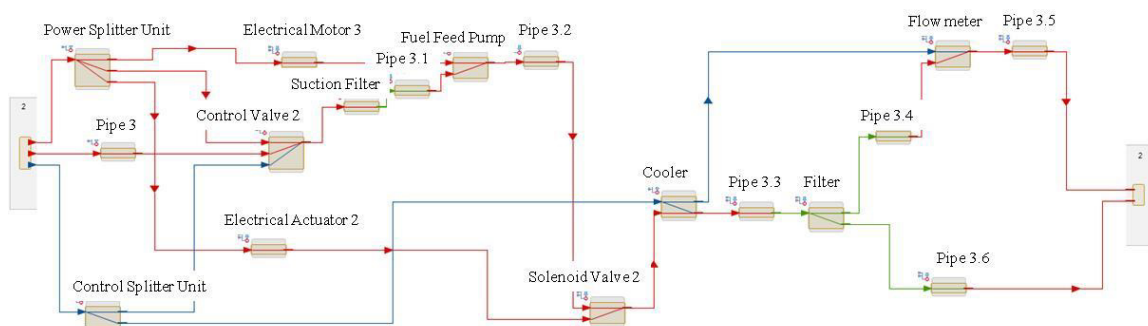 Power Splitter Unit
Electrical Motor 3
Fuel Feed Pump
Pipe 3.2
Flow meter
Pipe 3.5
Pipe 3.1
Suction Filter
2
Pipe 3
Control Valve 2
Pipe 3.4
2
Cooler
Pipe 3.3
Filter
Electrical Actuator 2
Pipe 3.6
Control Splitter Unit
Solenoid Valve 2